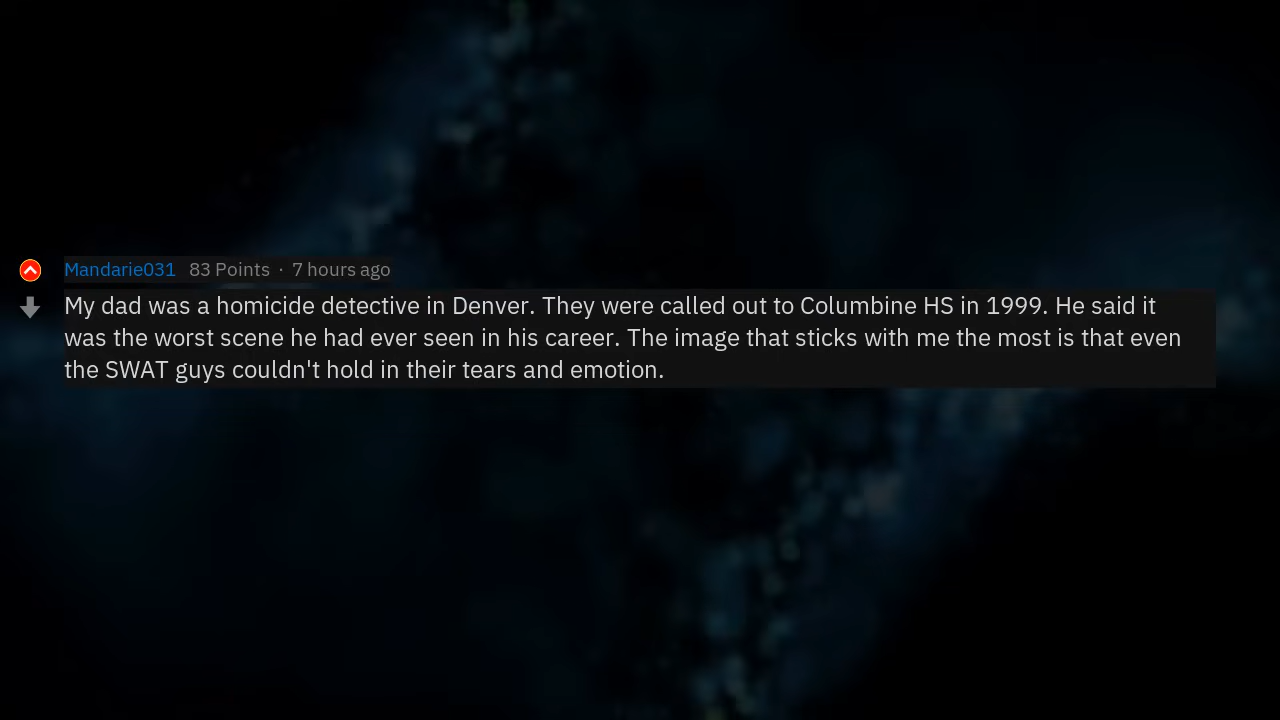 Mandarie031 83 Points · 7 hours ago
My dad was a homicide detective in Denver. They were called out to Columbine HS in 1999. He said it
was the worst scene he had ever seen in his career. The image that sticks with me the most is that even
the SWAT guys couldn't hold in their tears and emotion.